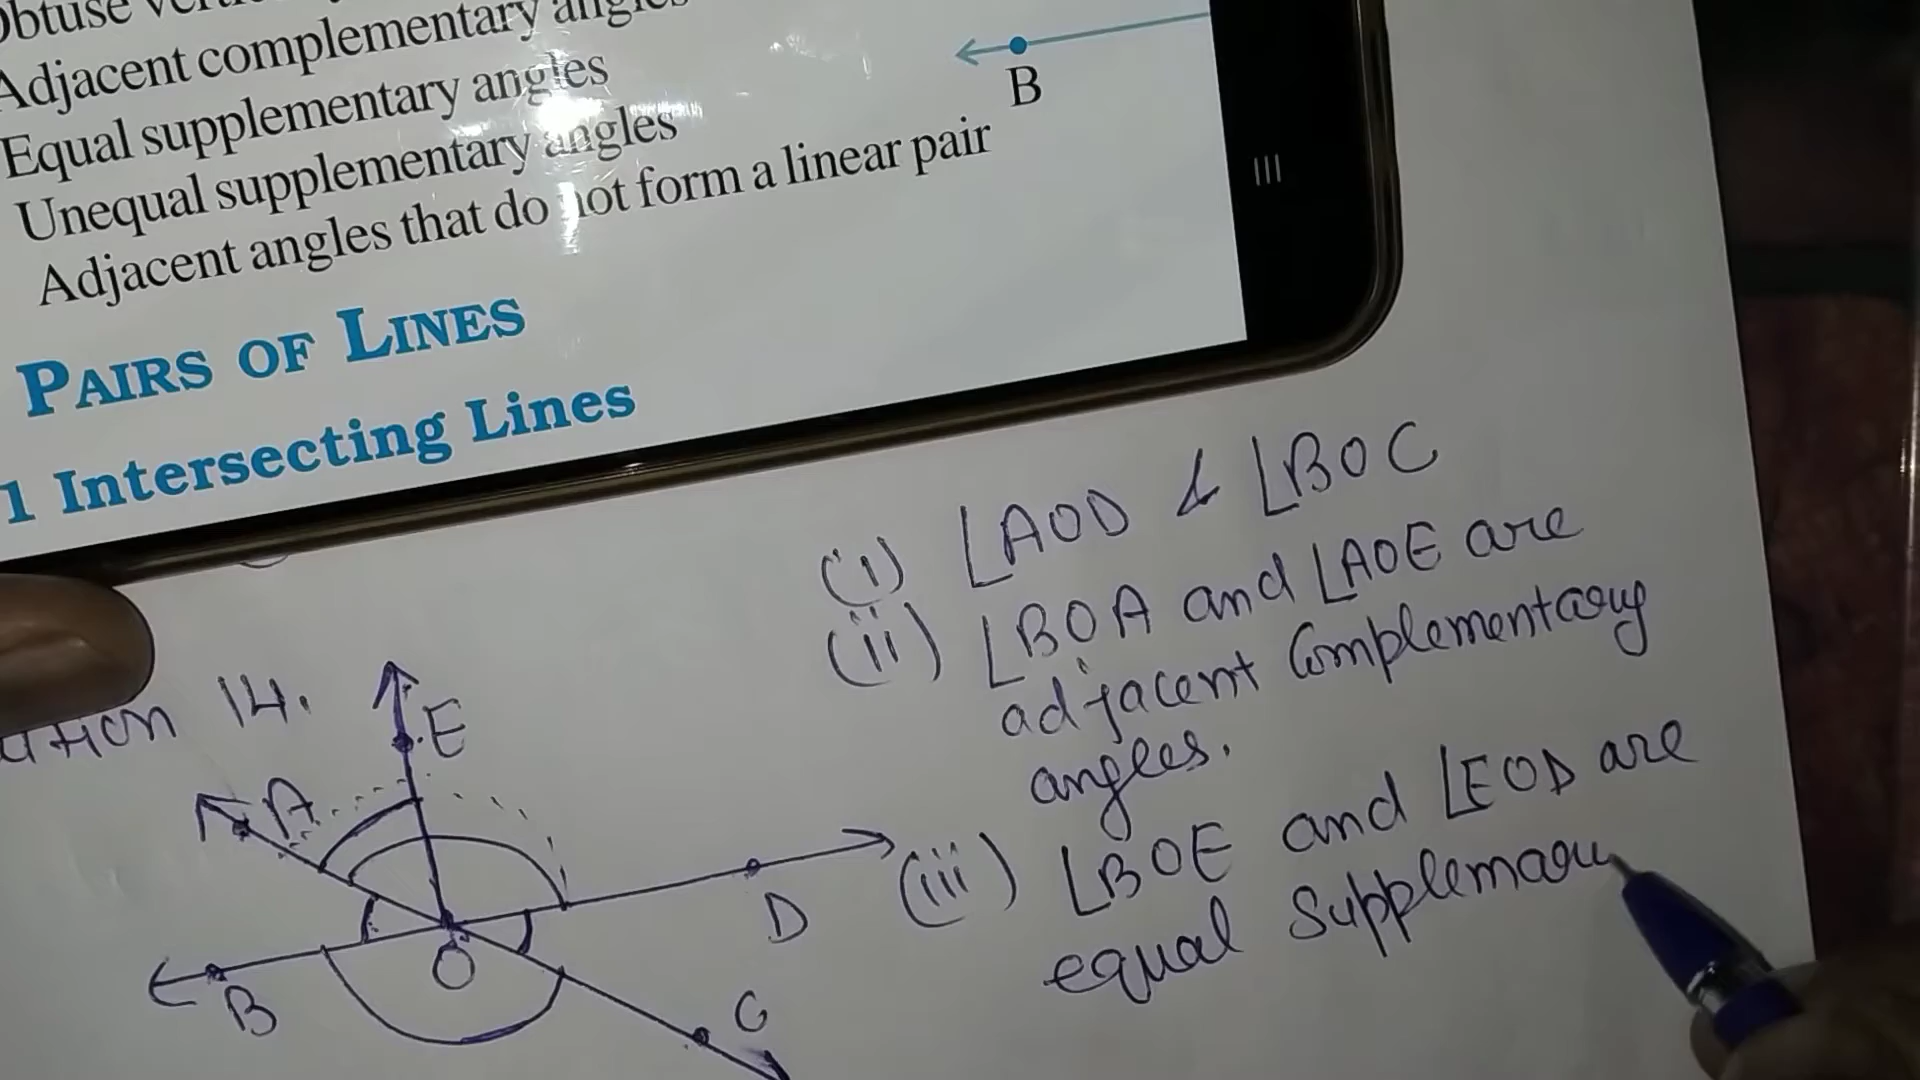 Obtuse
Adjacent complementary angles
Equal supplementary angles
Unequal supplementary angles
Adjacent angles that do not form a linear pair
B
PAIRS OF LINES
1 Intersecting Lines
(i) ∠AOD & ∠BOC
(ii) ∠BOA and ∠AOE are
adjacent Complementary
angles.
(iii) ∠BOE and ∠EOD are
equal Supplemary
14.
E
A
D
O
B
C